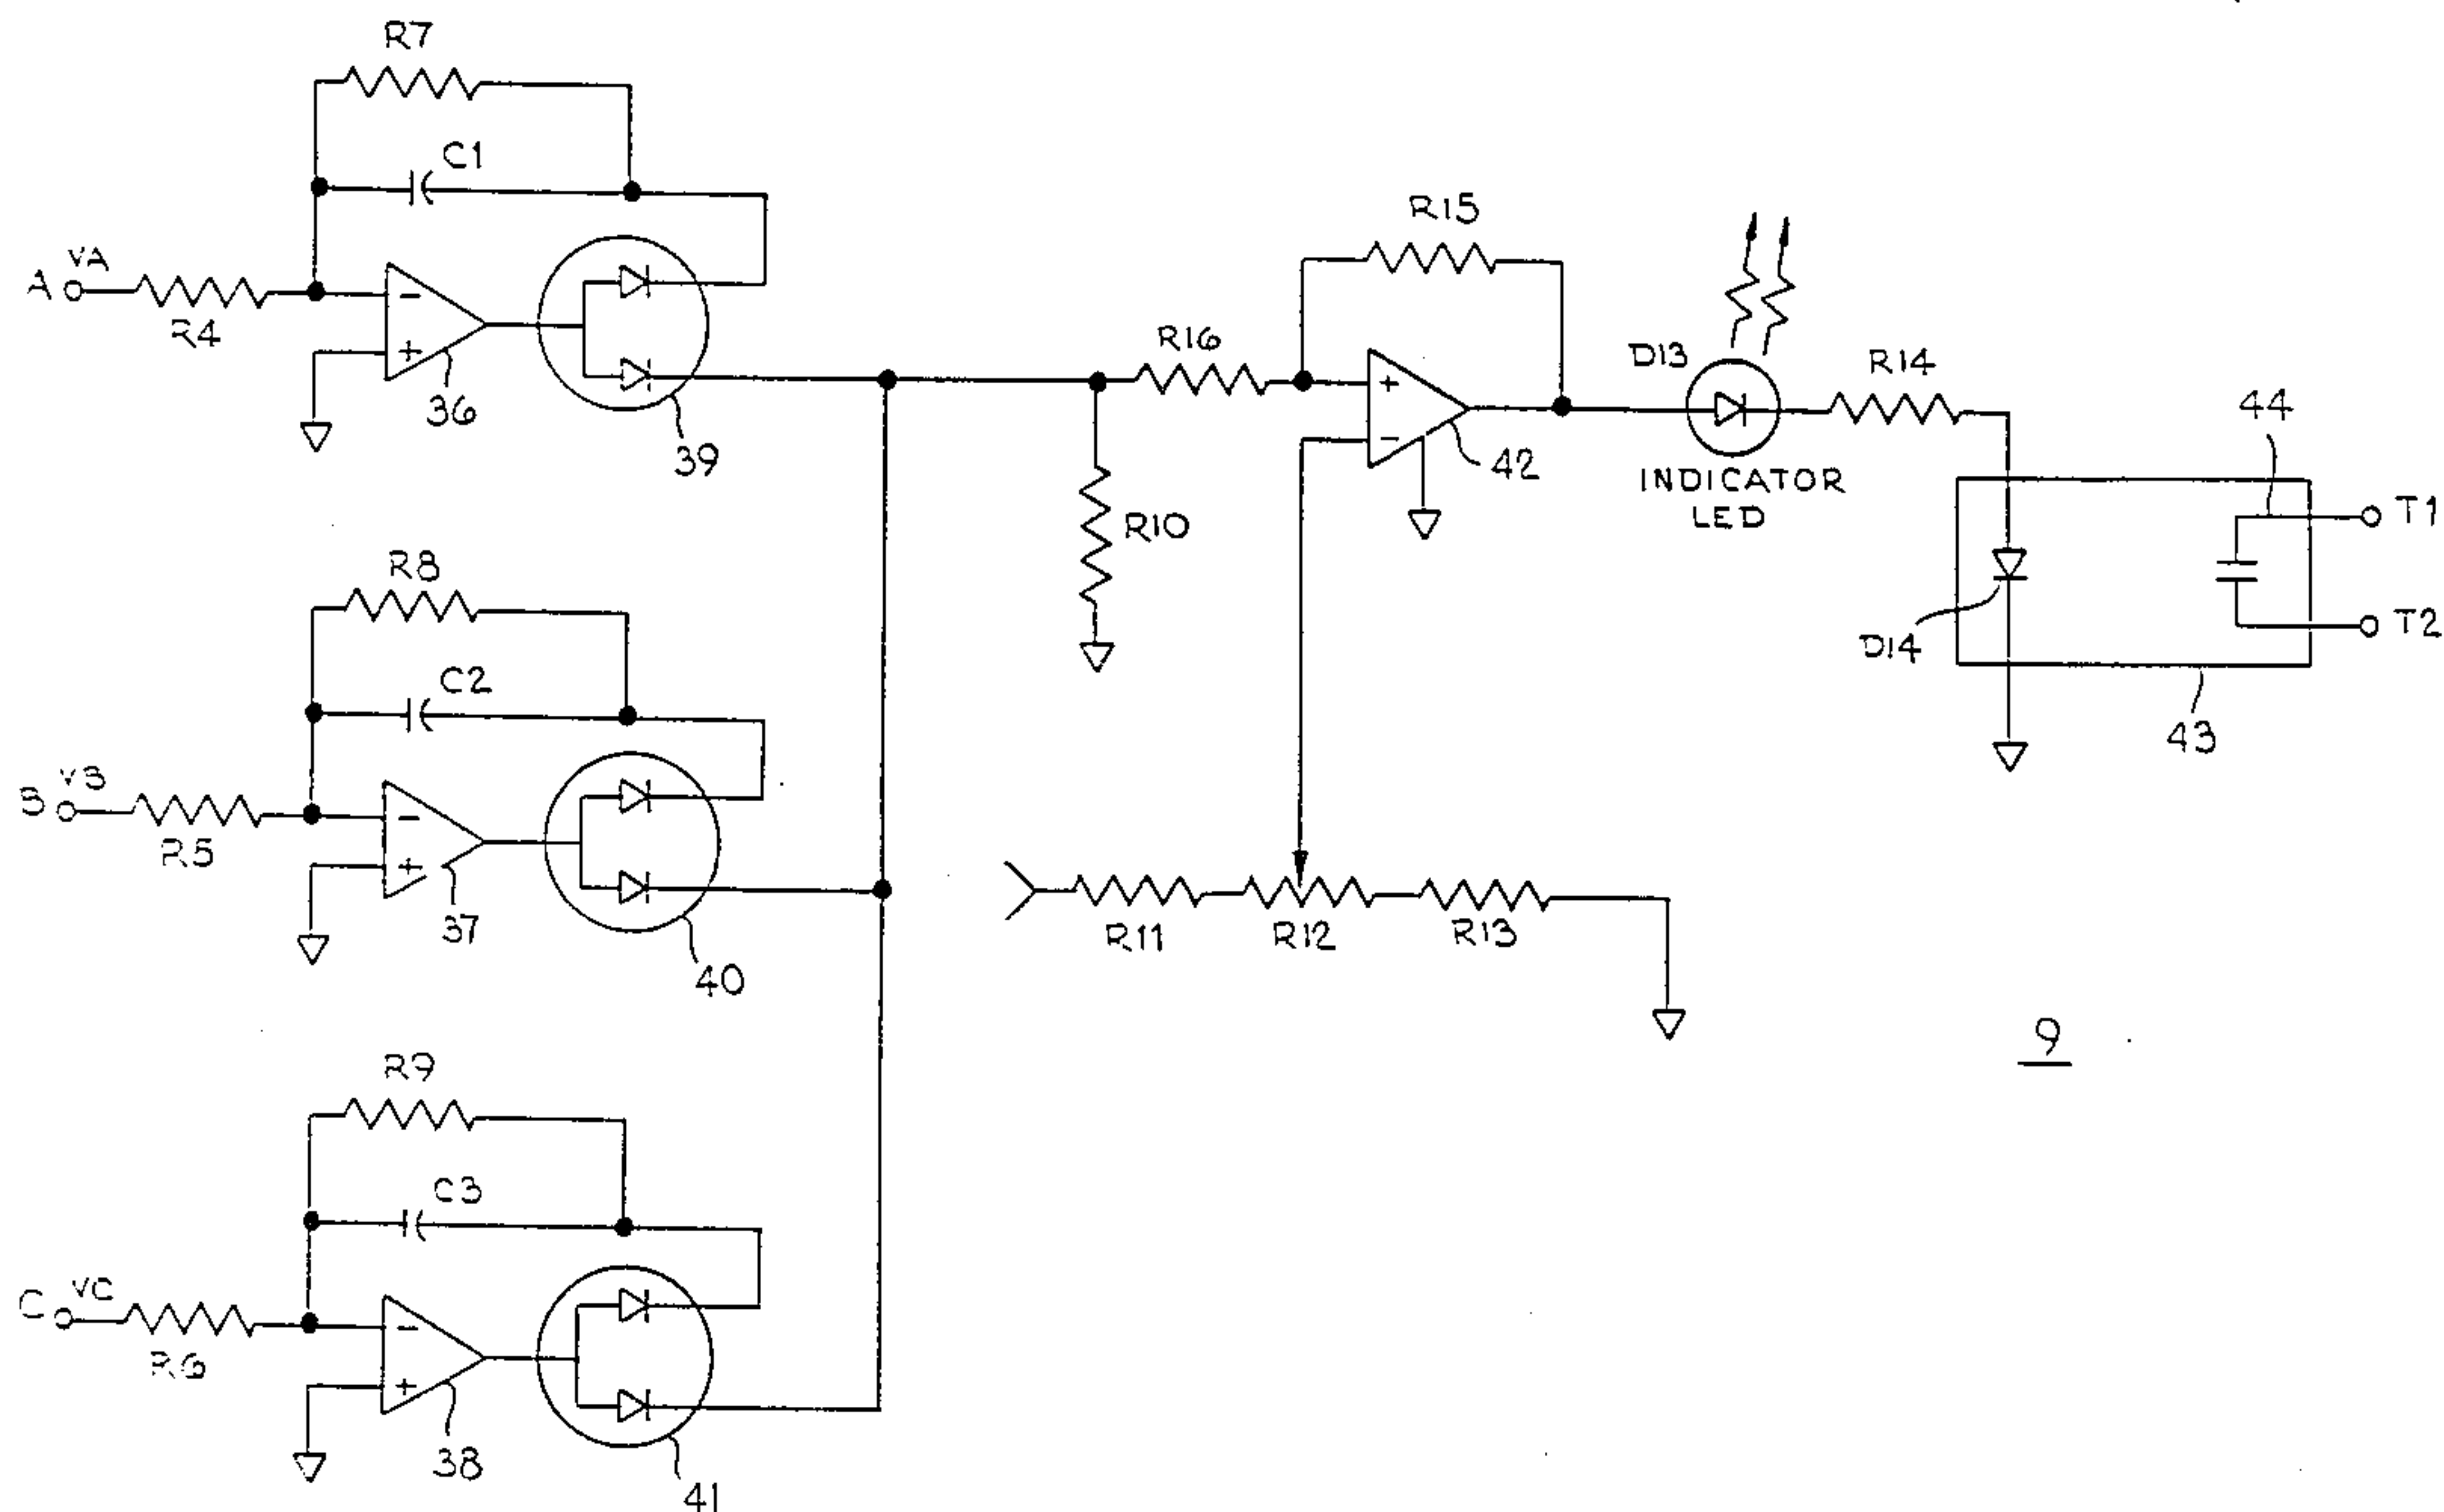 R7
C1
VA
A
R4
-
+
36
39
R15
R16
+
-
42
D13
INDICATOR
LED
R14
44
T1
T2
D14
43
R10
R8
C2
VB
B
R5
-
+
37
40
R11
R12
R13
9
R9
C3
VC
C
R6
-
+
38
41